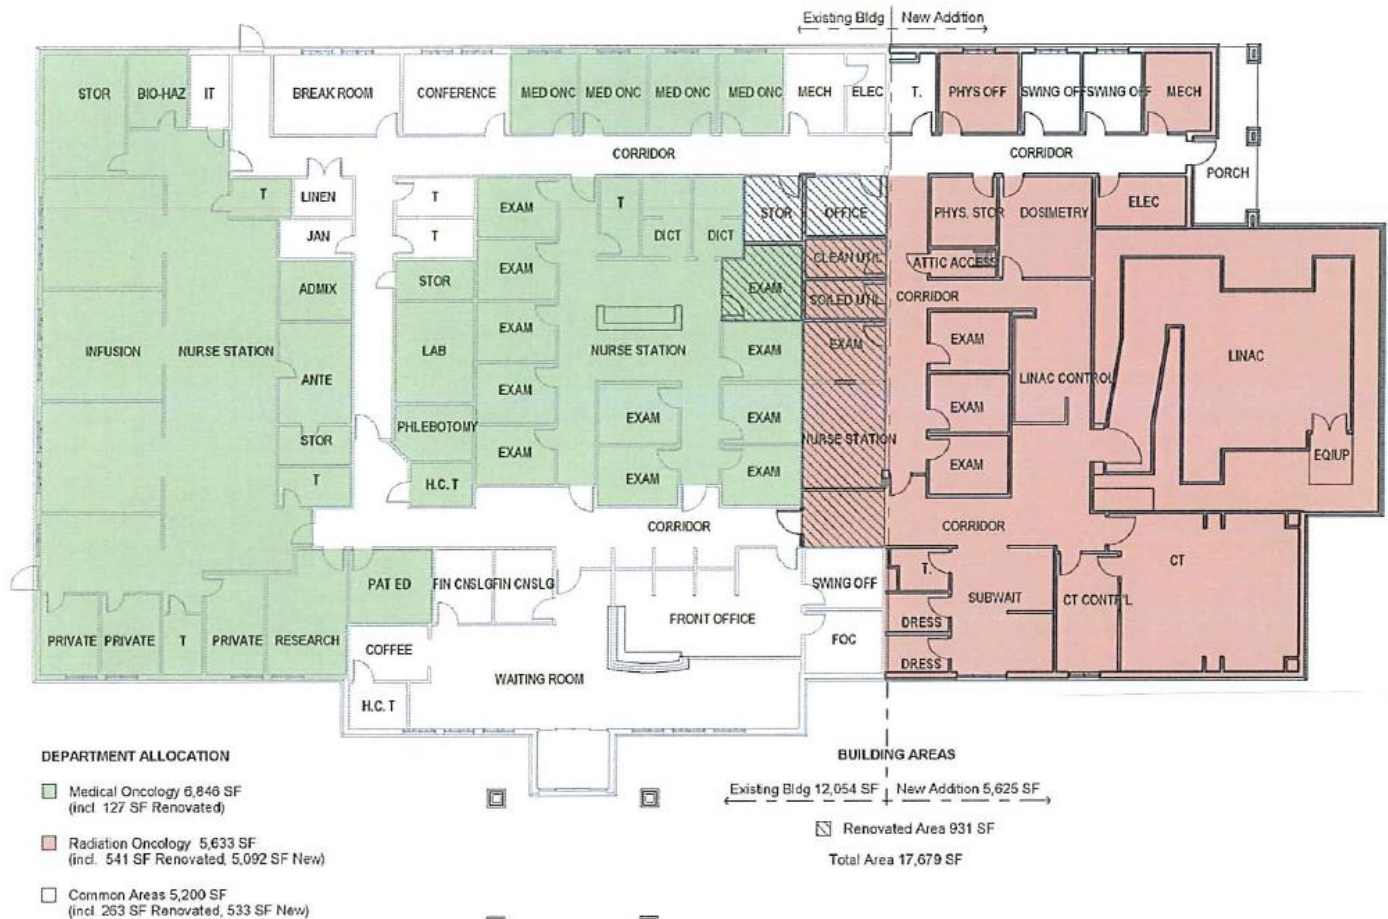 Existing Bldg New Addition
STOR BIO-HAZ IT BREAK ROOM CONFERENCE MED ONC MED ONC MED ONC MED ONC MECH ELEC T. PHYS OFF SWING OFF SWING OFF MECH
CORRIDOR CORRIDOR
PORCH
T LINEN T EXAM T DICT DICT STOR OFFICE PHYS. STOR DOSIMETRY ELEC
JAN T
EXAM CLEAN UTIL ATTIC ACCESS
ADMIX STOR EXAM SOILED UTIL CORRIDOR
EXAM
INFUSION NURSE STATION ANTE LAB NURSE STATION EXAM EXAM EXAM LINAC
EXAM LINAC CONTROL
STOR PHLEBOTOMY EXAM EXAM NURSE STATION EXAM
EXAM EQIUP
T H.C. T EXAM EXAM EXAM
CORRIDOR CORRIDOR
PAT ED FIN CNSLG FIN CNSLG SWING OFF T. CT
SUBWAIT CT CONTR'L
FRONT OFFICE DRESS
PRIVATE PRIVATE T PRIVATE RESEARCH COFFEE FOC
WAITING ROOM DRESS
H.C. T
DEPARTMENT ALLOCATION
Medical Oncology 6,846 SF
(incl. 127 SF Renovated)
Radiation Oncology 5,633 SF
(incl. 541 SF Renovated, 5,092 SF New)
Common Areas 5,200 SF
(incl. 263 SF Renovated, 533 SF New)
BUILDING AREAS
Existing Bldg 12,054 SF New Addition 5,625 SF
Renovated Area 931 SF
Total Area 17,679 SF